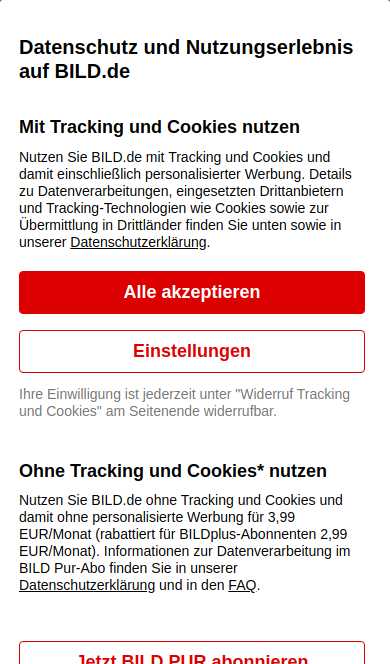 Datenschutz und Nutzungserlebnis
auf BILD.de
Mit Tracking und Cookies nutzen
Nutzen Sie BILD.de mit Tracking und Cookies und
damit einschließlich personalisierter Werbung. Details
zu Datenverarbeitungen, eingesetzten Drittanbietern
und Tracking-Technologien wie Cookies sowie zur
Übermittlung in Drittländer finden Sie unten sowie in
unserer Datenschutzerklärung.
Alle akzeptieren
Einstellungen
Ihre Einwilligung ist jederzeit unter "Widerruf Tracking
und Cookies" am Seitenende widerrufbar.
Ohne Tracking und Cookies* nutzen
Nutzen Sie BILD.de ohne Tracking und Cookies und
damit ohne personalisierte Werbung für 3,99
EUR/Monat (rabattiert für BILDplus-Abonnenten 2,99
EUR/Monat). Informationen zur Datenverarbeitung im
BILD Pur-Abo finden Sie in unserer
Datenschutzerklärung und in den FAQ.
Jetzt BILD PUR abonnieren